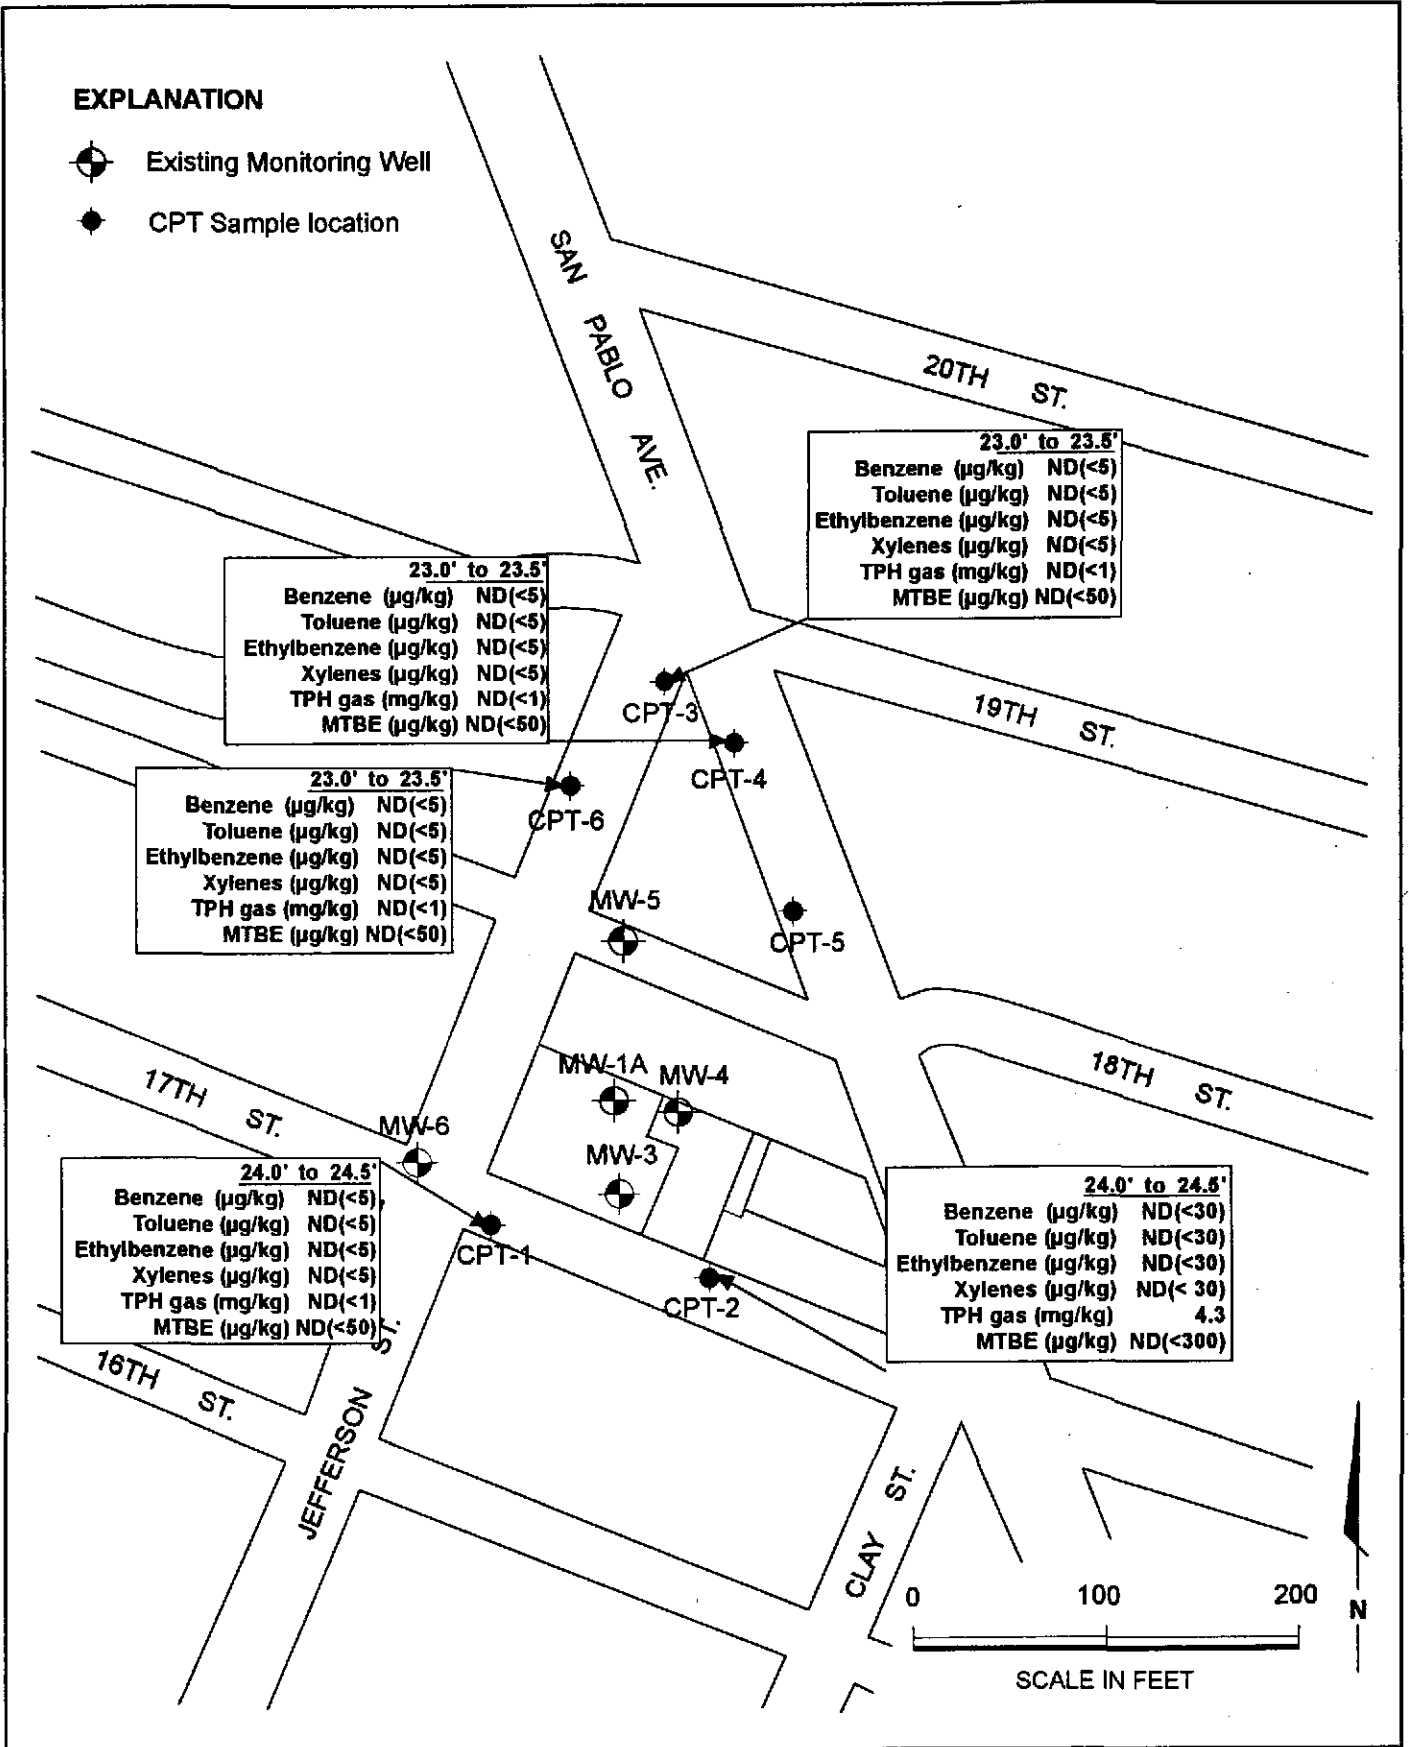 EXPLANATION
Existing Monitoring Well
CPT Sample location
SAN PABLO AVE.
20TH ST.
23.0' to 23.5'
Benzene (µg/kg) ND(<5)
Toluene (µg/kg) ND(<5)
Ethylbenzene (µg/kg) ND(<5)
Xylenes (µg/kg) ND(<5)
TPH gas (mg/kg) ND(<1)
MTBE (µg/kg) ND(<50)
23.0' to 23.5'
Benzene (µg/kg) ND(<5)
Toluene (µg/kg) ND(<5)
Ethylbenzene (µg/kg) ND(<5)
Xylenes (µg/kg) ND(<5)
TPH gas (mg/kg) ND(<1)
MTBE (µg/kg) ND(<50)
CPT-3
19TH ST.
CPT-4
23.0' to 23.5'
Benzene (µg/kg) ND(<5)
Toluene (µg/kg) ND(<5)
Ethylbenzene (µg/kg) ND(<5)
Xylenes (µg/kg) ND(<5)
TPH gas (mg/kg) ND(<1)
MTBE (µg/kg) ND(<50)
CPT-6
MW-5
CPT-5
17TH ST.
MW-1A
MW-4
18TH ST.
MW-6
MW-3
24.0' to 24.5'
Benzene (µg/kg) ND(<5)
Toluene (µg/kg) ND(<5)
Ethylbenzene (µg/kg) ND(<5)
Xylenes (µg/kg) ND(<5)
TPH gas (mg/kg) ND(<1)
MTBE (µg/kg) ND(<50)
CPT-1
CPT-2
24.0' to 24.5'
Benzene (µg/kg) ND(<30)
Toluene (µg/kg) ND(<30)
Ethylbenzene (µg/kg) ND(<30)
Xylenes (µg/kg) ND(< 30)
TPH gas (mg/kg) 4.3
MTBE (µg/kg) ND(<300)
16TH ST.
JEFFERSON ST.
CLAY ST.
0 100 200
SCALE IN FEET
N